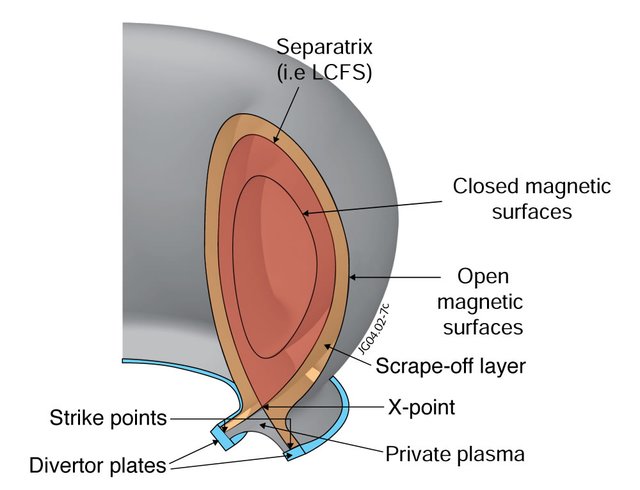 Separatrix
(i.e LCFS)
Closed magnetic
surfaces
Open
magnetic
surfaces
JG04.02-7c
Scrape-off layer
X-point
Strike points
Private plasma
Divertor plates